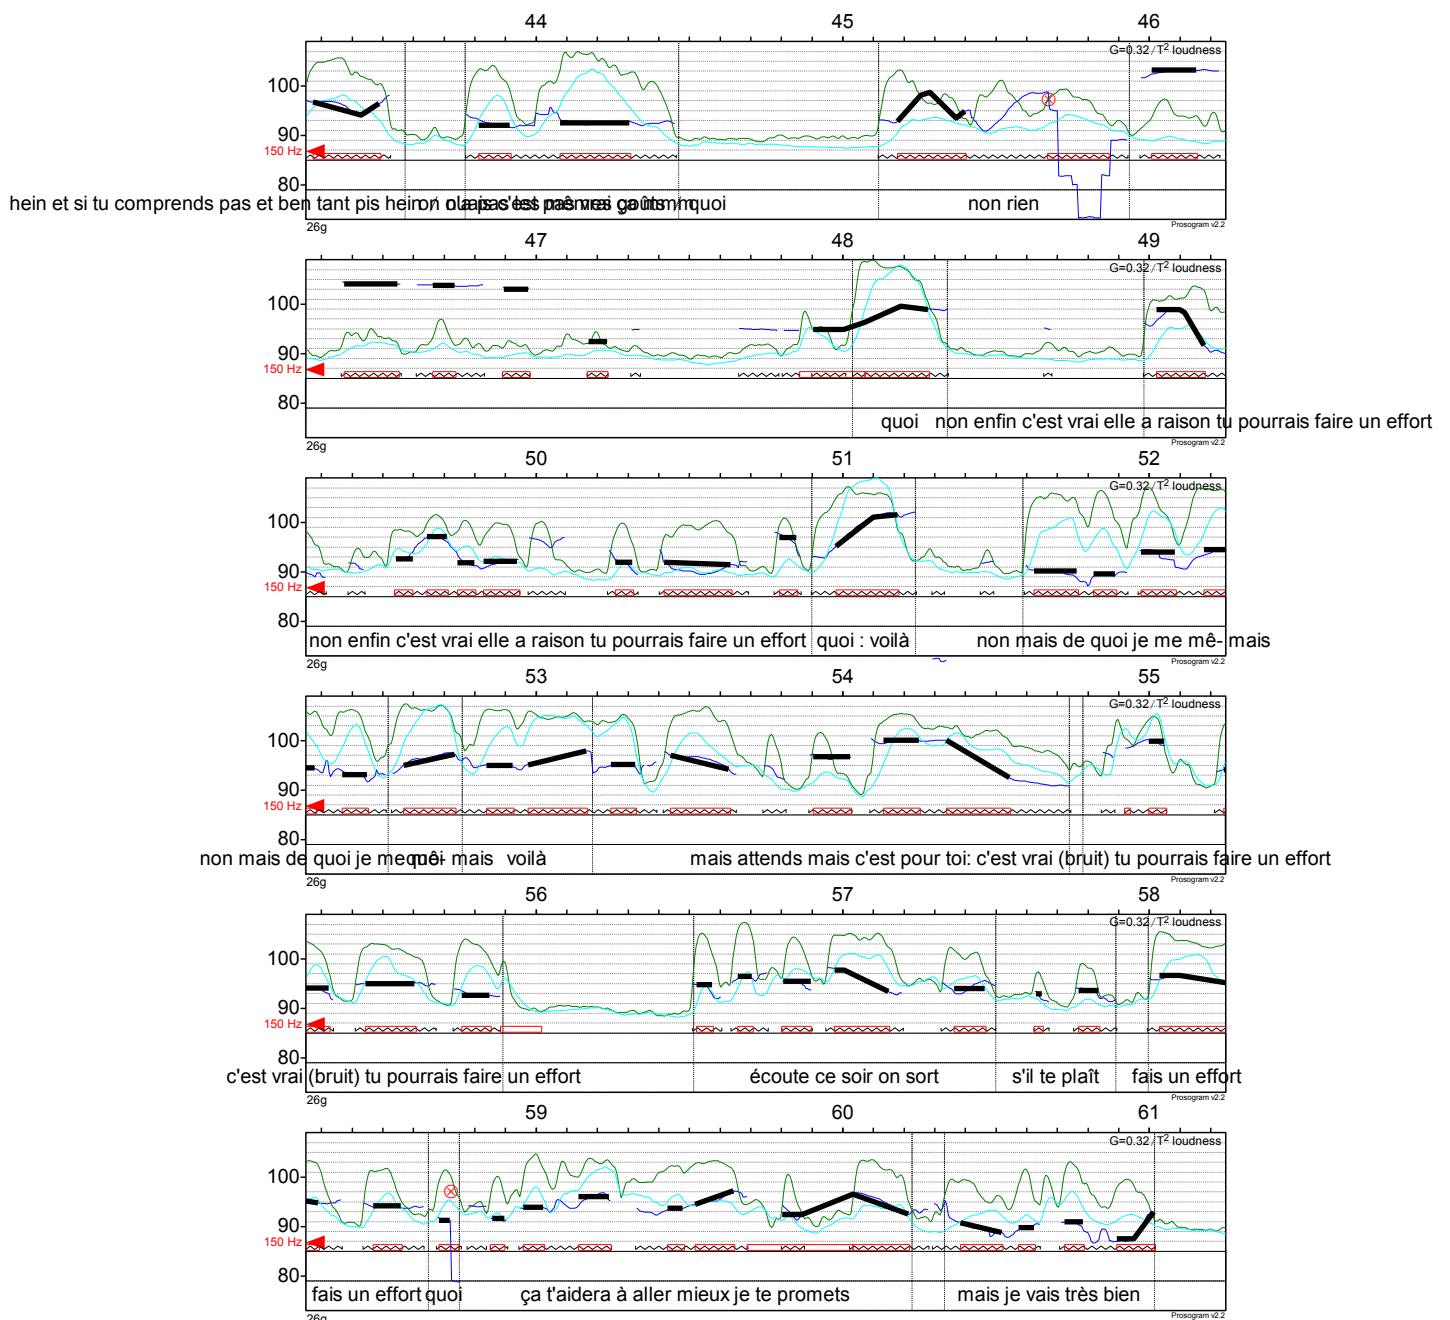 44 45 46
G=0.32/T² loudness
100
90
150 Hz
80
hein et si tu comprends pas et ben tant pis hein quoi non rien
26g Prosogram v2.2
47 48 49
G=0.32/T² loudness
100
90
150 Hz
80
quoi non enfin c'est vrai elle a raison tu pourrais faire un effort
26g Prosogram v2.2
50 51 52
G=0.32/T² loudness
100
90
150 Hz
80
non enfin c'est vrai elle a raison tu pourrais faire un effort quoi : voilà non mais de quoi je me mê- mais
26g Prosogram v2.2
53 54 55
G=0.32/T² loudness
100
90
150 Hz
80
non mais de quoi je me mê- mais voilà mais attends mais c'est pour toi: c'est vrai (bruit) tu pourrais faire un effort
26g Prosogram v2.2
56 57 58
G=0.32/T² loudness
100
90
150 Hz
80
c'est vrai (bruit) tu pourrais faire un effort écoute ce soir on sort s'il te plaît fais un effort
26g Prosogram v2.2
59 60 61
G=0.32/T² loudness
100
90
150 Hz
80
fais un effort quoi ça t'aidera à aller mieux je te promets mais je vais très bien
26g Prosogram v2.2